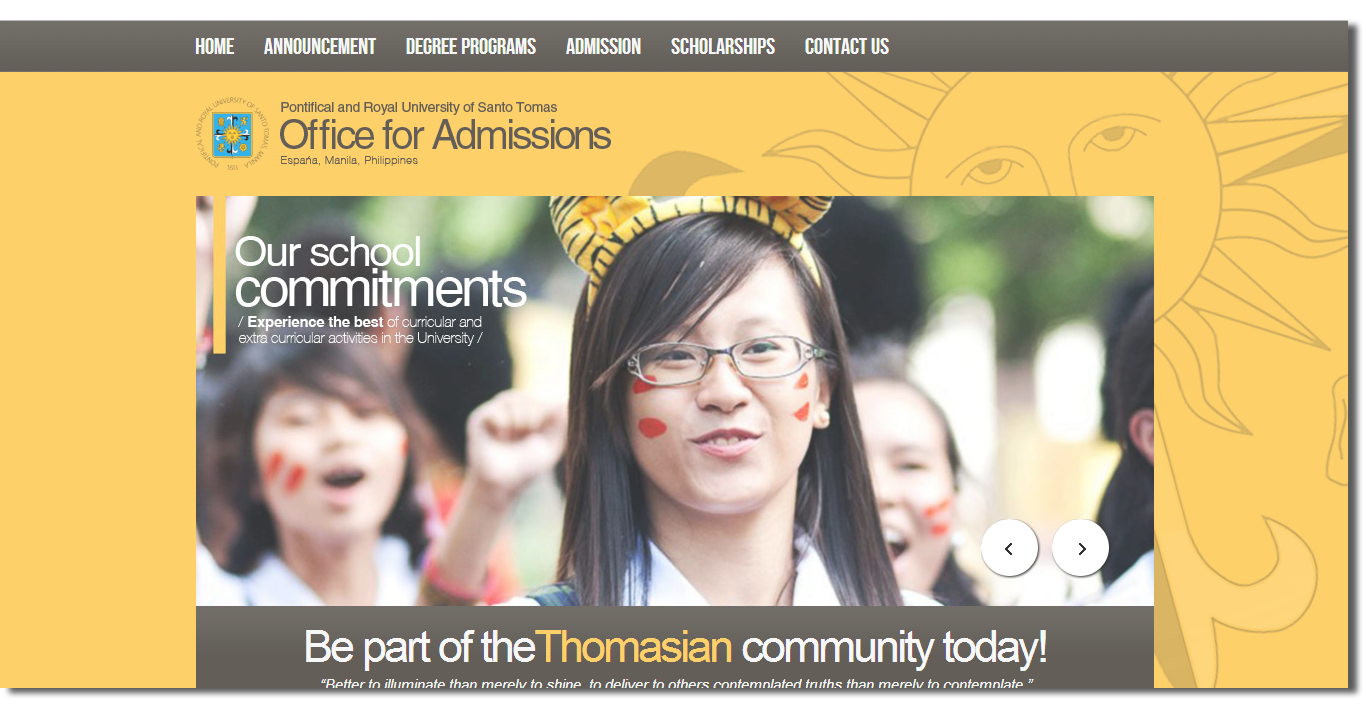 HOME ANNOUNCEMENT DEGREE PROGRAMS ADMISSION SCHOLARSHIPS CONTACT US
PONTIFICAL AND ROYAL UNIVERSITY OF SANTO TOMAS, MANILA
1611
Pontifical and Royal University of Santo Tomas
Office for Admissions
España, Manila, Philippines
Our school
commitments
/ Experience the best of curricular and
extra curricular activities in the University /
Be part of theThomasian community today!
“Better to illuminate than merely to shine, to deliver to others contemplated truths than merely to contemplate.”